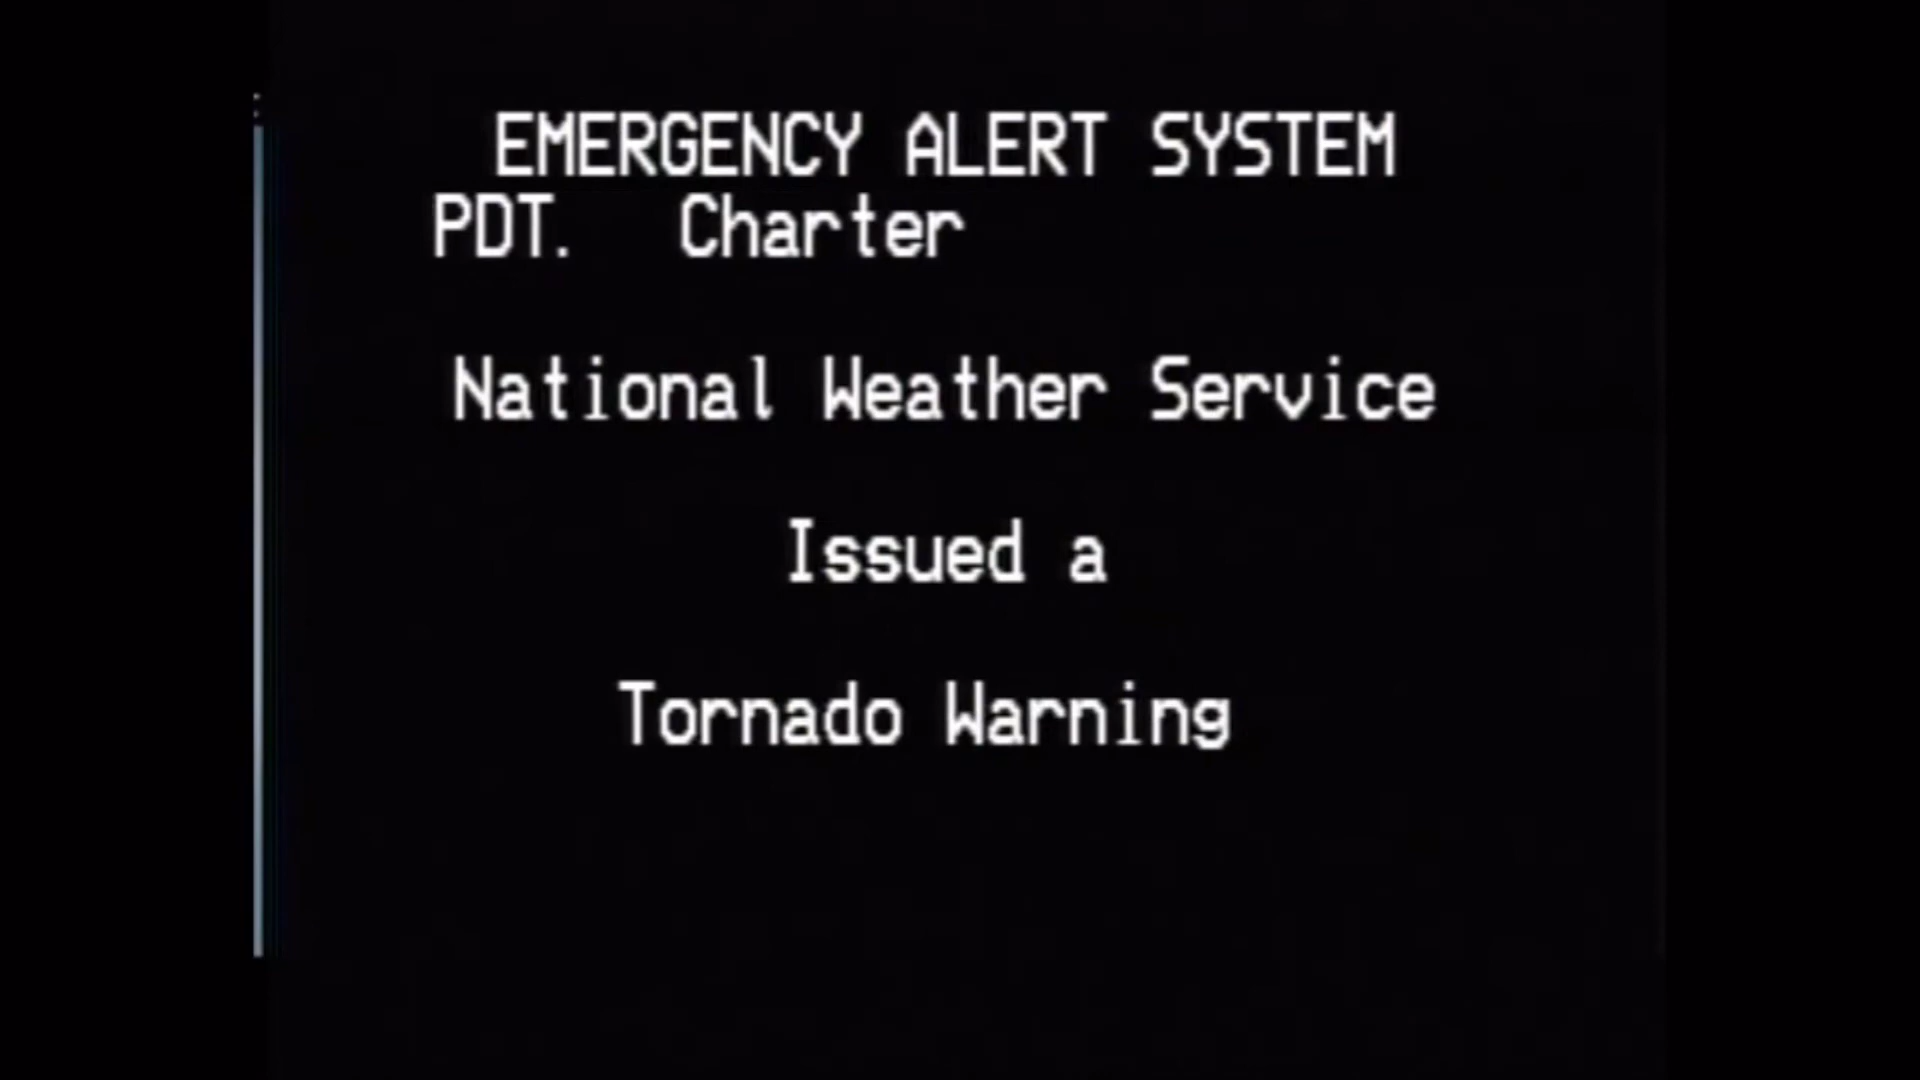 EMERGENCY ALERT SYSTEM
PDT. Charter
National Weather Service
Issued a
Tornado Warning